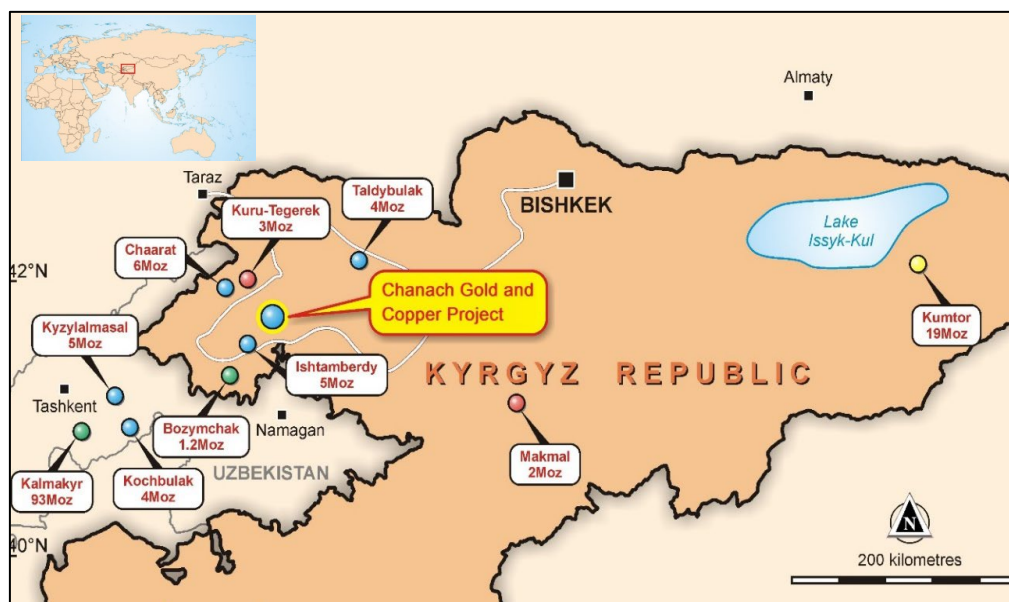 Almaty
Taraz
Taldybulak
4Moz
Kuru-Tegerek
3Moz
BISHKEK
Lake
Issyk-Kul
Chaarat
6Moz
42°N
Chanach Gold and
Copper Project
Kumtor
19Moz
Kyzylalmasal
5Moz
Ishtamberdy
5Moz
KYRGYZ REPUBLIC
Tashkent
Bozymchak
1.2Moz
Namagan
Makmal
2Moz
UZBEKISTAN
Kalmakyr
93Moz
Kochbulak
4Moz
N
40°N
200 kilometres